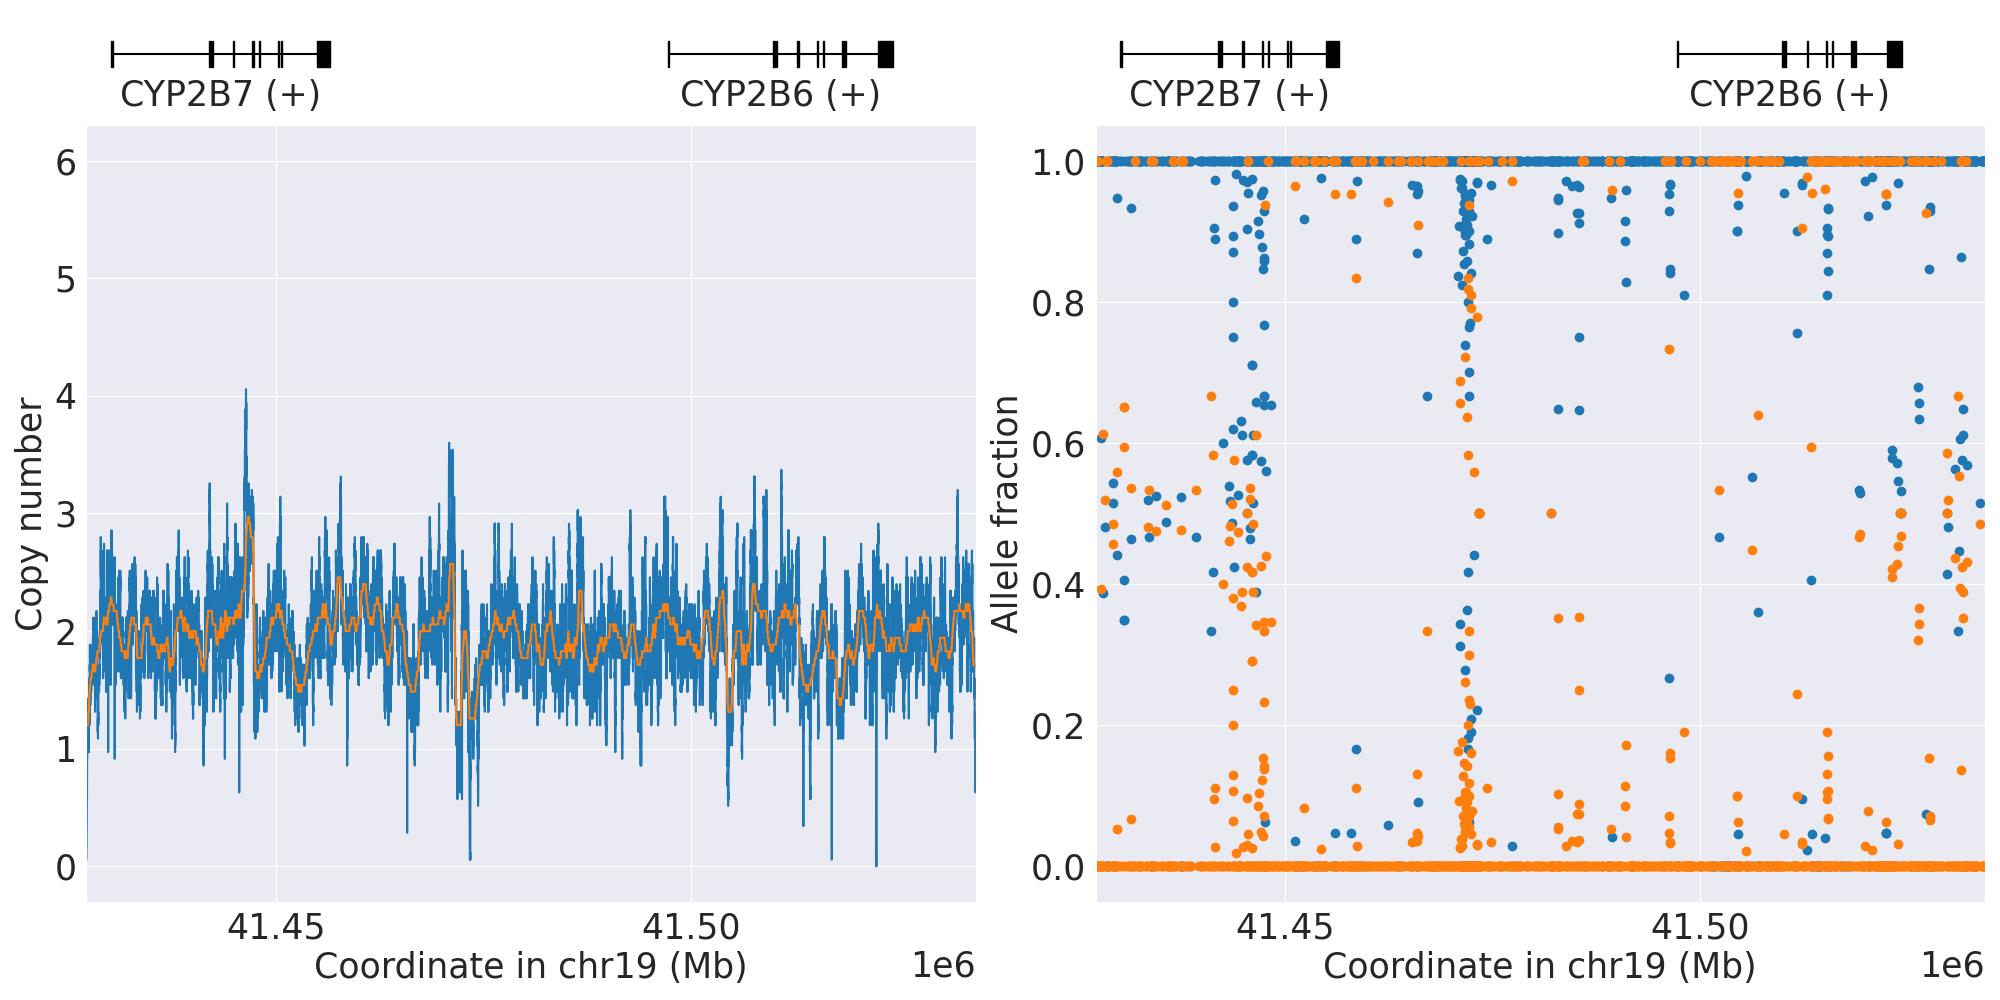 CYP2B7 (+)
CYP2B6 (+)
6
5
4
3
2
1
0
Copy number
41.45
41.50
Coordinate in chr19 (Mb)
1e6
CYP2B7 (+)
CYP2B6 (+)
1.0
0.8
0.6
0.4
0.2
0.0
Allele fraction
41.45
41.50
Coordinate in chr19 (Mb)
1e6